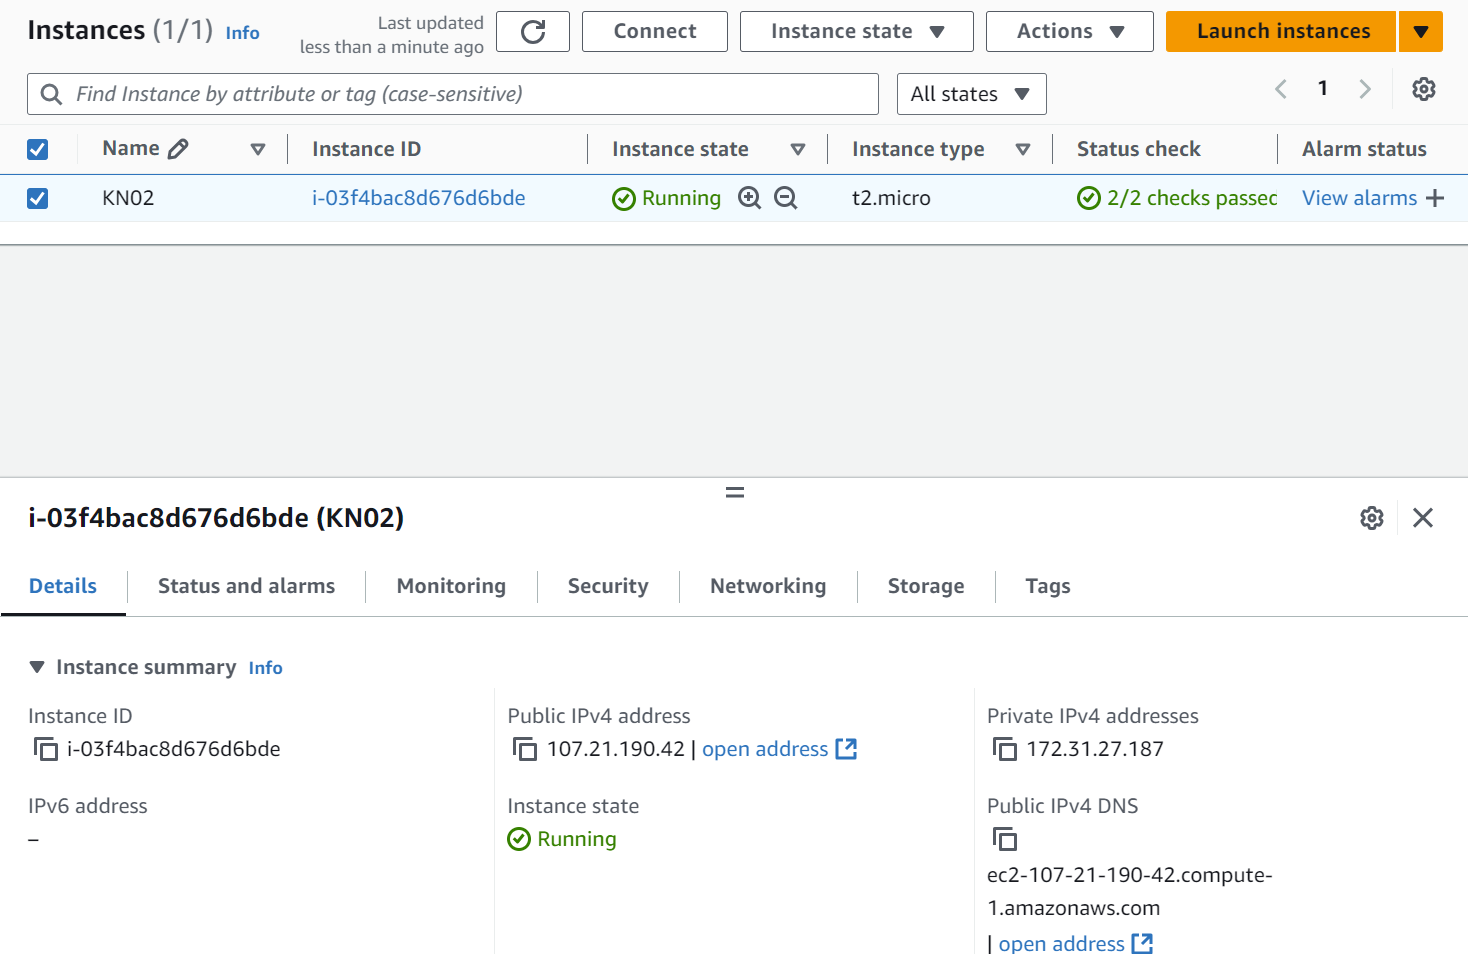 Instances (1/1) Info
Last updated
less than a minute ago
Connect
Instance state
Actions
Launch instances
Find Instance by attribute or tag (case-sensitive)
All states
1
Name
Instance ID
Instance state
Instance type
Status check
Alarm status
KN02
i-03f4bac8d676d6bde
Running
t2.micro
2/2 checks passed
View alarms +
i-03f4bac8d676d6bde (KN02)
Details
Status and alarms
Monitoring
Security
Networking
Storage
Tags
Instance summary Info
Instance ID
i-03f4bac8d676d6bde
Public IPv4 address
107.21.190.42 | open address
Private IPv4 addresses
172.31.27.187
IPv6 address
–
Instance state
Running
Public IPv4 DNS
ec2-107-21-190-42.compute-
1.amazonaws.com
| open address